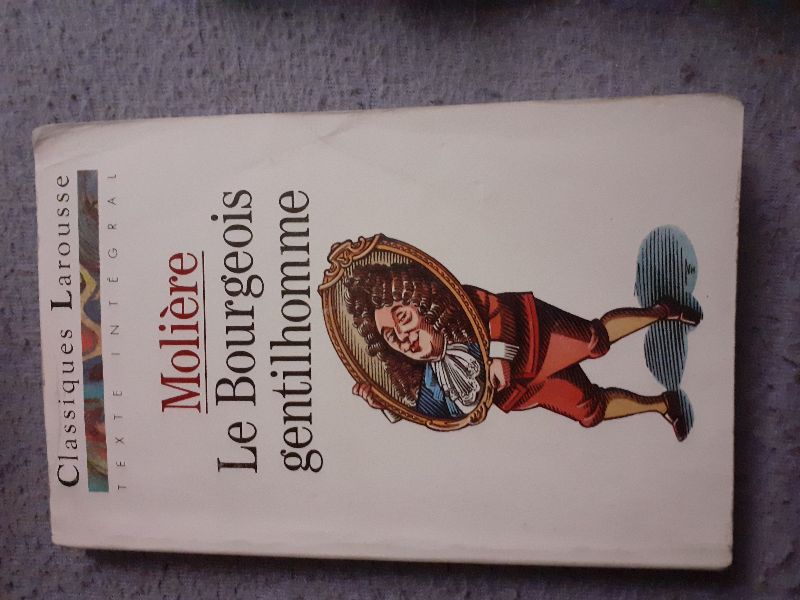 Classiques Larousse
TEXTE INTÉGRAL
Molière
Le Bourgeois
gentilhomme